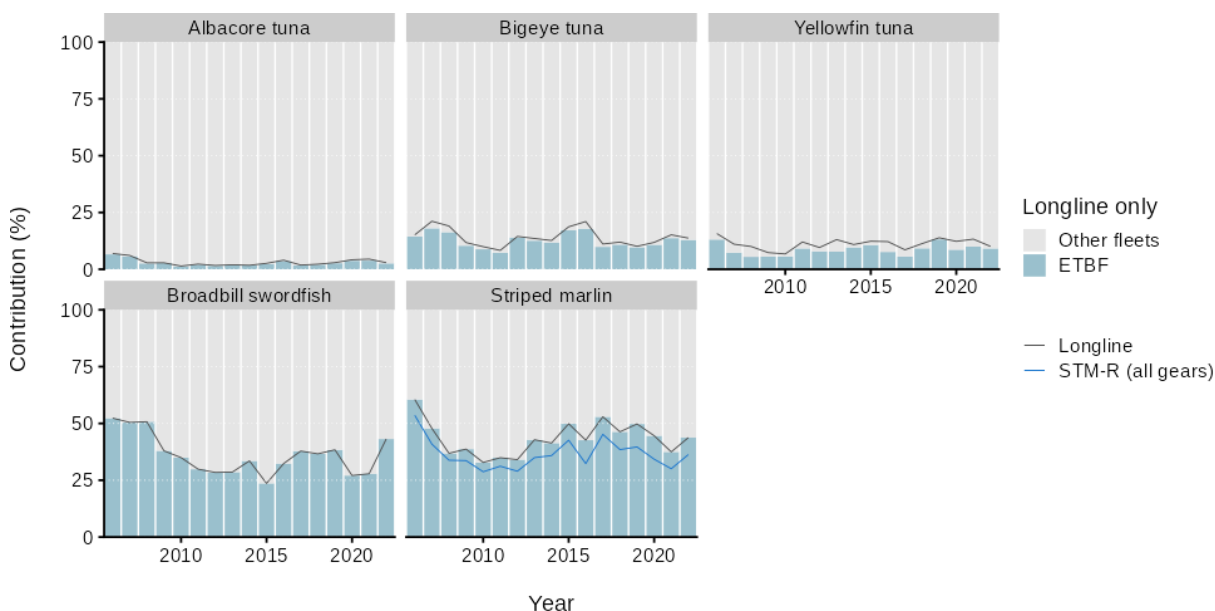 Albacore tuna
Bigeye tuna
Yellowfin tuna
100
75
50
25
0
2010
2015
2020
Broadbill swordfish
Striped marlin
100
75
50
25
0
2010
2015
2020
2010
2015
2020
Contribution (%)
Year
Longline only
Other fleets
ETBF
Longline
STM-R (all gears)